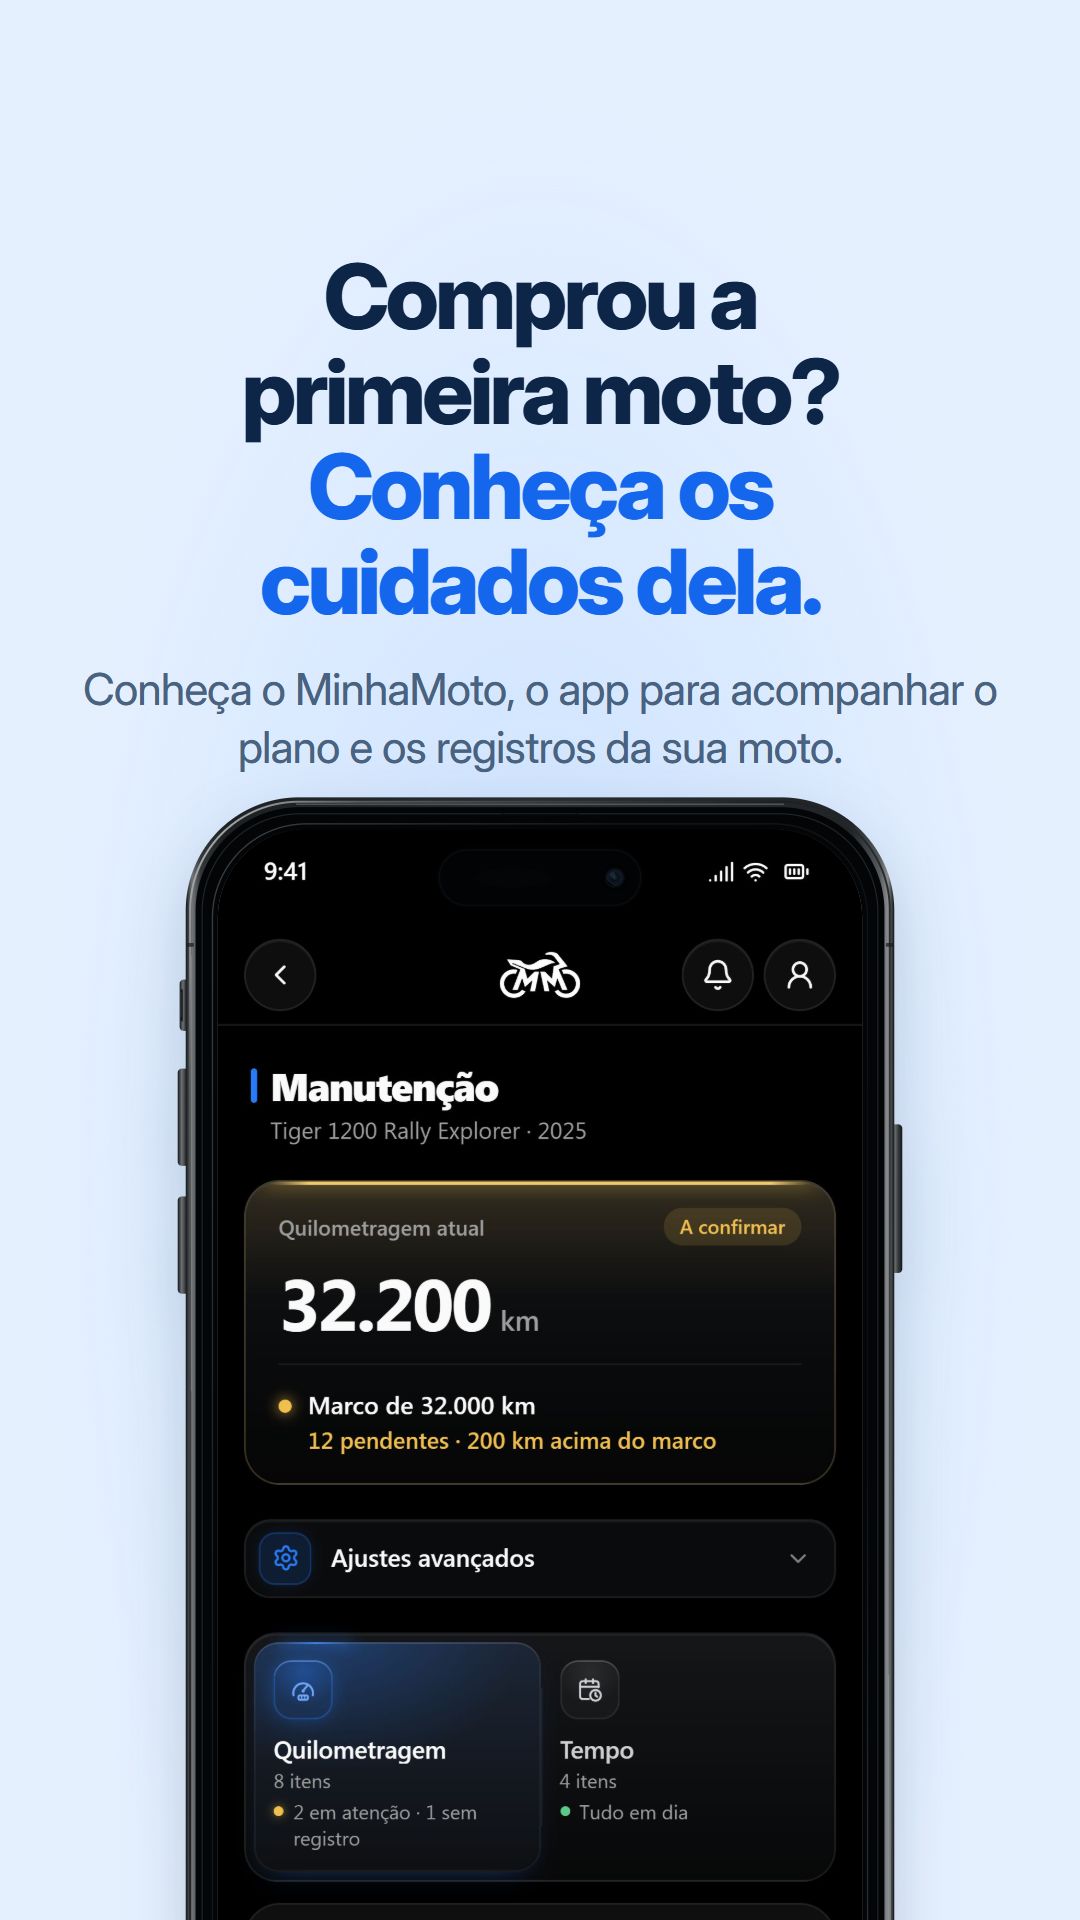 Comprou a
primeira moto?
Conheça os
cuidados dela.
Conheça o MinhaMoto, o app para acompanhar o
plano e os registros da sua moto.
9:41
MM
Manutenção
Tiger 1200 Rally Explorer · 2025
Quilometragem atual
A confirmar
32.200 km
Marco de 32.000 km
12 pendentes · 200 km acima do marco
Ajustes avançados
Quilometragem
8 itens
2 em atenção · 1 sem
registro
Tempo
4 itens
Tudo em dia